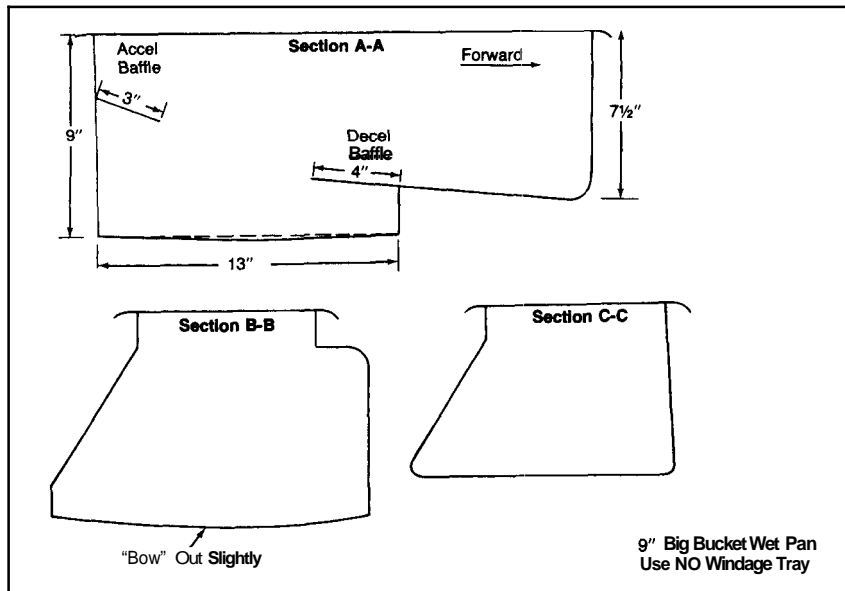 Section A-A
Accel
Baffle
3"
Forward
9"
7½"
Decel
Baffle
4"
13"
Section B-B
Section C-C
"Bow" Out Slightly
9" Big Bucket Wet Pan
Use NO Windage Tray